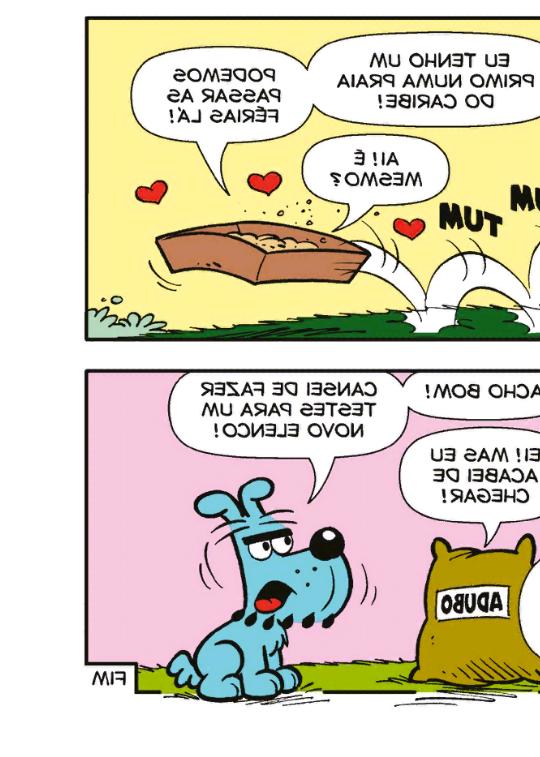 EU TENHO UM
PRIMO NUMA PRAIA
DO CARIBE!
AI! É
MESMO?
PODEMOS
PASSAR AS
FÉRIAS LÁ!
UM
TUM
ACHO BOM!
EI! MAS EU
ACABEI DE
CHEGAR!
CANSEI DE FAZER
TESTES PARA UM
NOVO ELENCO!
ADUBO
FIM